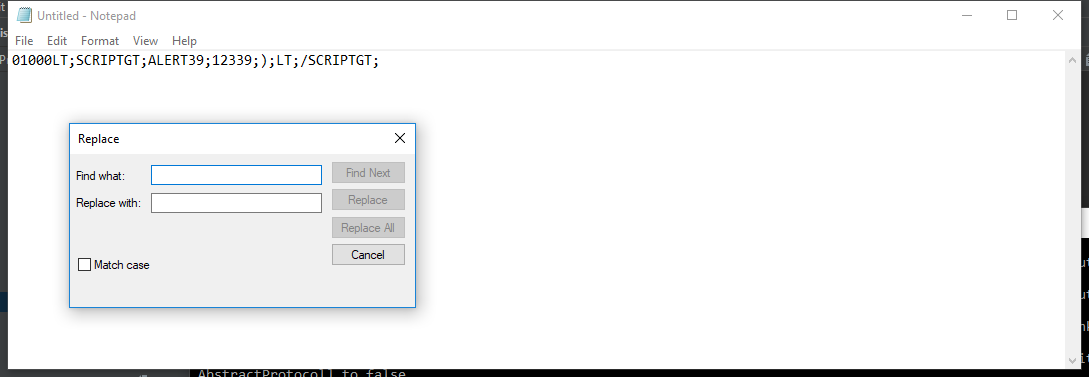 Untitled - Notepad
File Edit Format View Help
01000LT;SCRIPTGT;ALERT39;12339;);LT;/SCRIPTGT;
Replace
Find what:
Find Next
Replace with:
Replace
Replace All
Cancel
Match case
AbstractProtocol] to false